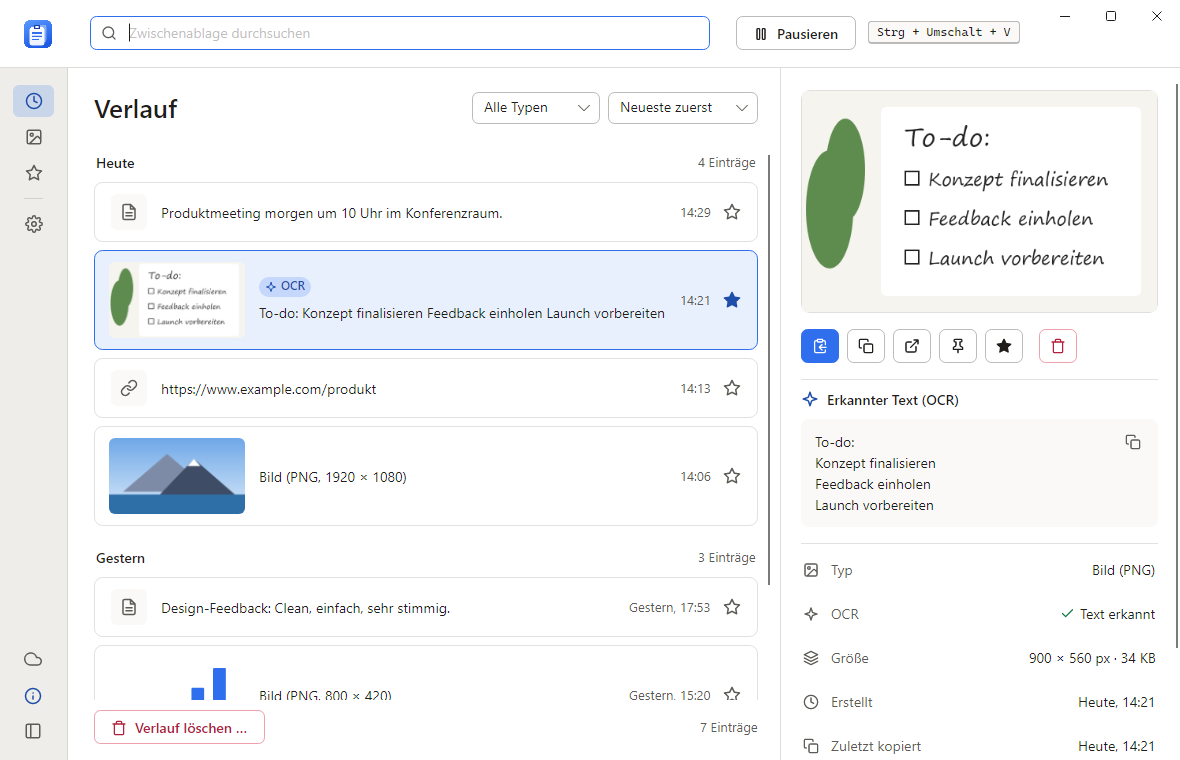 Zwischenablage durchsuchen
Pausieren
Strg + Umschalt + V
Verlauf
Alle Typen
Neueste zuerst
Heute
4 Einträge
Produktmeeting morgen um 10 Uhr im Konferenzraum.
14:29
To-do:
Konzept finalisieren
Feedback einholen
Launch vorbereiten
OCR
To-do: Konzept finalisieren Feedback einholen Launch vorbereiten
14:21
https://www.example.com/produkt
14:13
Bild (PNG, 1920 × 1080)
14:06
Gestern
3 Einträge
Design-Feedback: Clean, einfach, sehr stimmig.
Gestern, 17:53
Bild (PNG, 800 × 420)
Gestern, 15:20
Verlauf löschen ...
7 Einträge
To-do:
Konzept finalisieren
Feedback einholen
Launch vorbereiten
Erkannter Text (OCR)
To-do:
Konzept finalisieren
Feedback einholen
Launch vorbereiten
Typ
Bild (PNG)
OCR
Text erkannt
Größe
900 × 560 px · 34 KB
Erstellt
Heute, 14:21
Zuletzt kopiert
Heute, 14:21